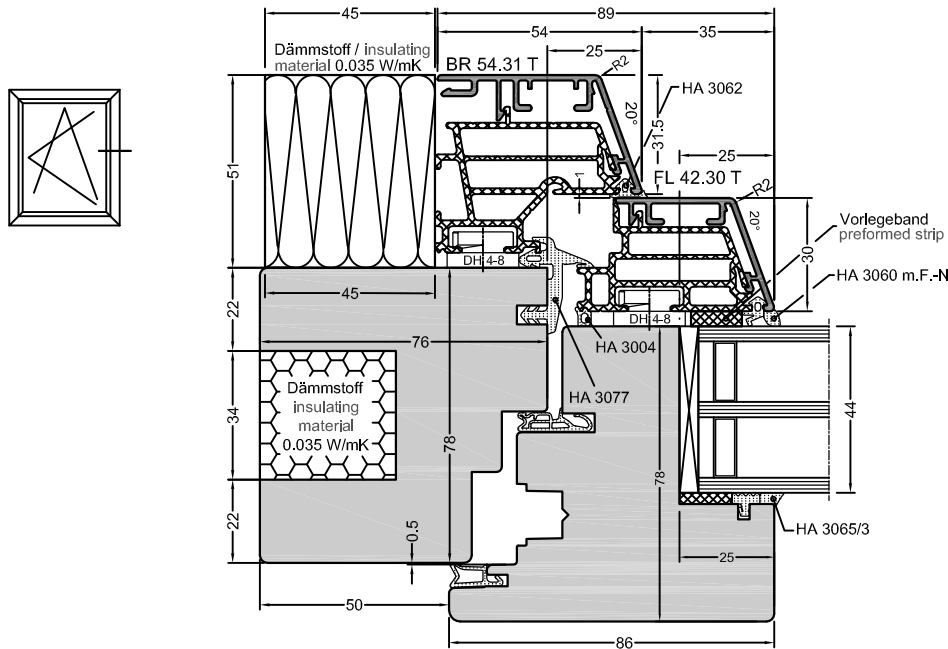 45
89
54
35
25
Dämmstoff / insulating
material 0.035 W/mK
BR 54.31 T
R2
HA 3062
20°
31.5
51
25
1
FL 42.30 T
R2
20°
Vorlegeband
preformed strip
30
HA 3060 m.F.-N
DH 4-8
45
DH 4-8
22
76
HA 3004
HA 3077
Dämmstoff
insulating
material
0.035 W/mK
34
78
78
44
22
0.5
HA 3065/3
25
50
86